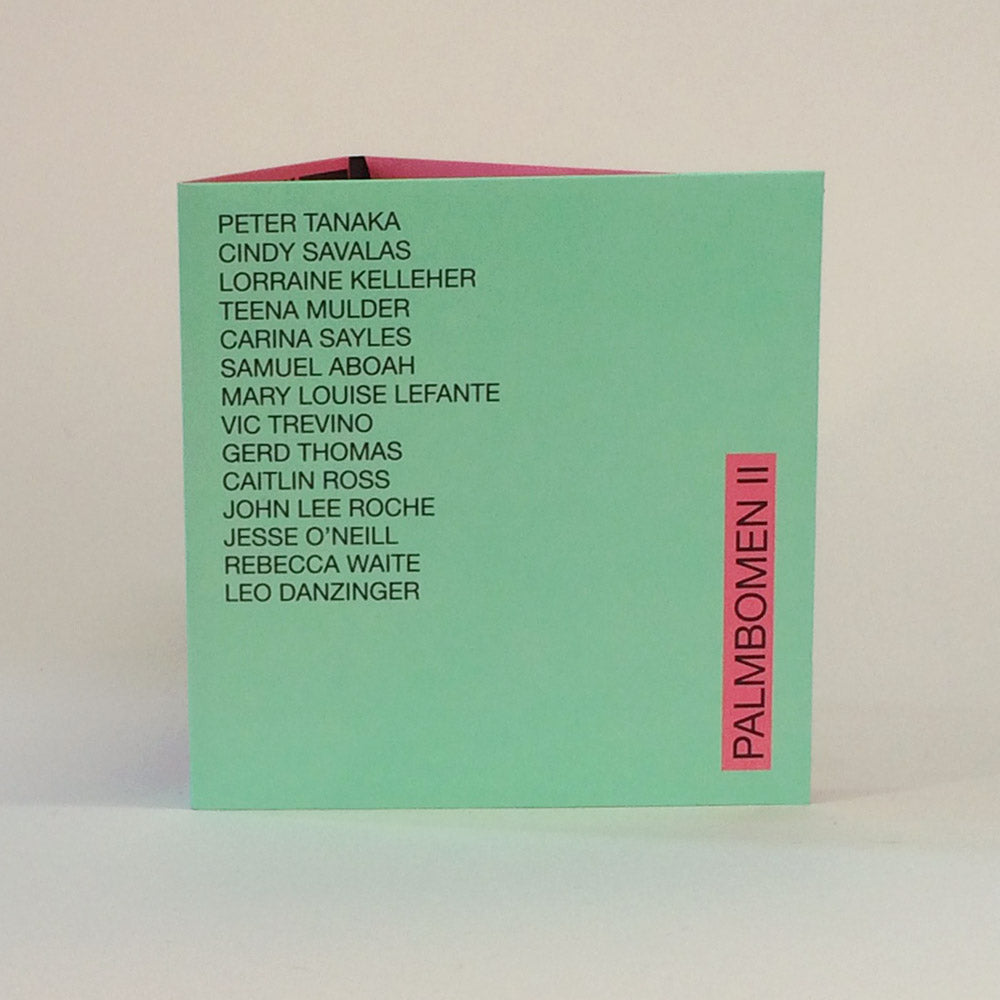 PETER TANAKA
CINDY SAVALAS
LORRAINE KELLEHER
TEENA MULDER
CARINA SAYLES
SAMUEL ABOAH
MARY LOUISE LEFANTE
VIC TREVINO
GERD THOMAS
CAITLIN ROSS
JOHN LEE ROCHE
JESSE O’NEILL
REBECCA WAITE
LEO DANZINGER
PALMBOMEN II